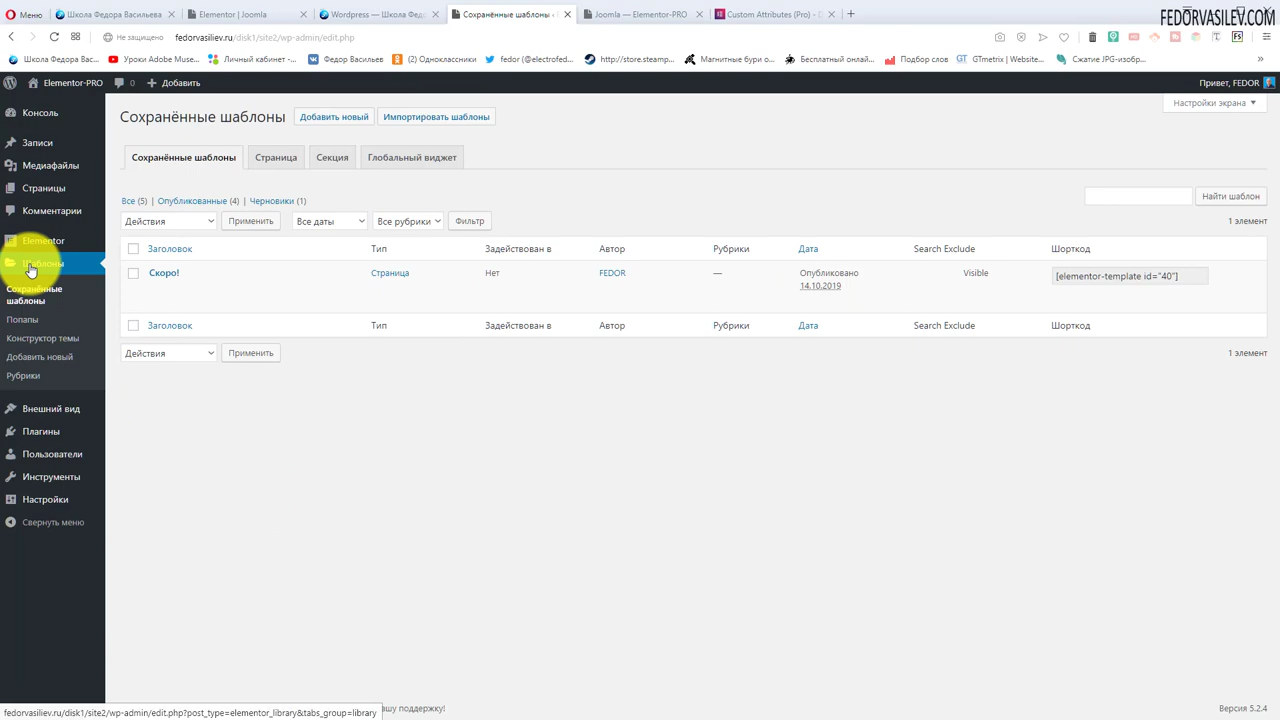 Меню
Школа Федора Васильева
Elementor | Joomla
Wordpress — Школа Фед
Сохранённые шаблоны ‹
Joomla — Elementor-PRO
Custom Attributes (Pro) - D
FEDORVASILEV.COM
Не защищено
fedorvasiliev.ru/disk1/site2/wp-admin/edit.php
Школа Федора Вас...
Уроки Adobe Muse...
Личный кабинет -...
Федор Васильев
(2) Одноклассники
fedor (@electrofed...
http://store.steamp...
Магнитные бури о...
Бесплатный онлай...
Подбор слов
GTmetrix | Welcome...
Сжатие JPG-изобр...
Elementor-PRO
0
Добавить
Привет, FEDOR
Настройки экрана
Консоль
Записи
Медиафайлы
Страницы
Комментарии
Elementor
Шаблоны
Сохранённые
шаблоны
Попапы
Конструктор темы
Добавить новый
Рубрики
Внешний вид
Плагины
Пользователи
Инструменты
Настройки
Свернуть меню
Сохранённые шаблоны
Добавить новый
Импортировать шаблоны
Сохранённые шаблоны
Страница
Секция
Глобальный виджет
Все (5) | Опубликованные (4) | Черновики (1)
Найти шаблон
Действия
Применить
Все даты
Все рубрики
Фильтр
1 элемент
Заголовок
Тип
Задействован в
Автор
Рубрики
Дата
Search Exclude
Шорткод
Скоро!
Страница
Нет
FEDOR
—
Опубликовано
14.10.2019
Visible
[elementor-template id="40"]
Заголовок
Тип
Задействован в
Автор
Рубрики
Дата
Search Exclude
Шорткод
Действия
Применить
1 элемент
fedorvasiliev.ru/disk1/site2/wp-admin/edit.php?post_type=elementor_library&tabs_group=library
ашу поддержку!
Версия 5.2.4